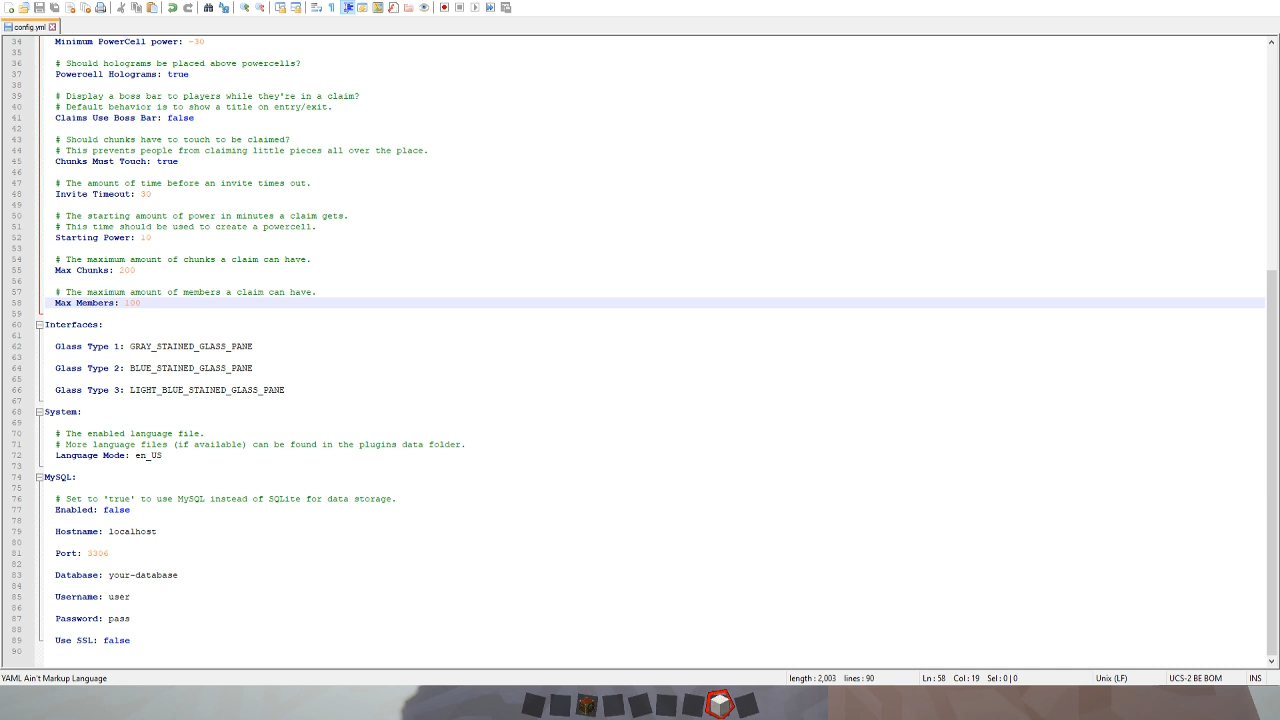 config.yml
34 Minimum PowerCell power: -30
35
36 # Should holograms be placed above powercells?
37 Powercell Holograms: true
38
39 # Display a boss bar to players while they're in a claim?
40 # Default behavior is to show a title on entry/exit.
41 Claims Use Boss Bar: false
42
43 # Should chunks have to touch to be claimed?
44 # This prevents people from claiming little pieces all over the place.
45 Chunks Must Touch: true
46
47 # The amount of time before an invite times out.
48 Invite Timeout: 30
49
50 # The starting amount of power in minutes a claim gets.
51 # This time should be used to create a powercell.
52 Starting Power: 10
53
54 # The maximum amount of chunks a claim can have.
55 Max Chunks: 200
56
57 # The maximum amount of members a claim can have.
58 Max Members: 100
59
60 Interfaces:
61
62 Glass Type 1: GRAY_STAINED_GLASS_PANE
63
64 Glass Type 2: BLUE_STAINED_GLASS_PANE
65
66 Glass Type 3: LIGHT_BLUE_STAINED_GLASS_PANE
67
68 System:
69
70 # The enabled language file.
71 # More language files (if available) can be found in the plugins data folder.
72 Language Mode: en_US
73
74 MySQL:
75
76 # Set to 'true' to use MySQL instead of SQLite for data storage.
77 Enabled: false
78
79 Hostname: localhost
80
81 Port: 3306
82
83 Database: your-database
84
85 Username: user
86
87 Password: pass
88
89 Use SSL: false
90
YAML Ain't Markup Language length : 2,003 lines : 90 Ln : 58 Col : 19 Sel : 0 | 0 Unix (LF) UCS-2 BE BOM INS